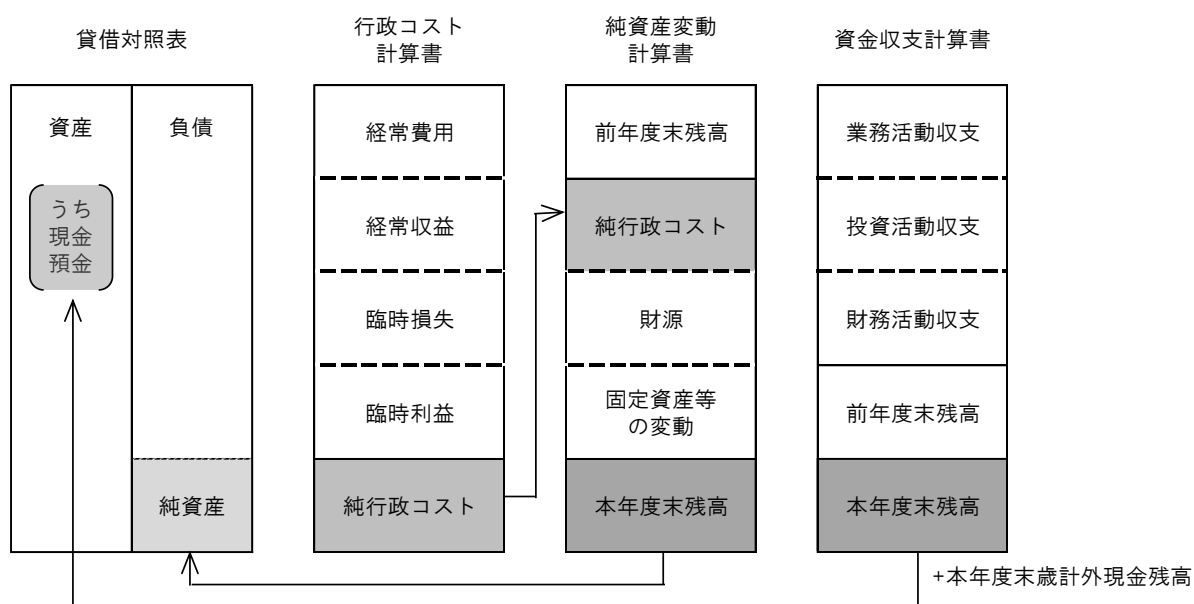 貸借対照表
資産
負債
うち
現金
預金
純資産
行政コスト
計算書
経常費用
経常収益
臨時損失
臨時利益
純行政コスト
純資産変動
計算書
前年度末残高
純行政コスト
財源
固定資産等
の変動
本年度末残高
資金収支計算書
業務活動収支
投資活動収支
財務活動収支
前年度末残高
本年度末残高
+本年度末歳計外現金残高